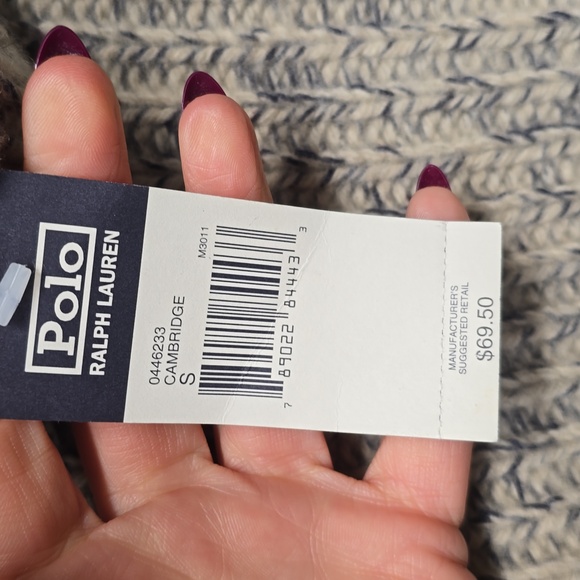 Polo
RALPH LAUREN
0446233
CAMBRIDGE
S
M3011
7 89022 84443 3
MANUFACTURER'S
SUGGESTED RETAIL
$69.50